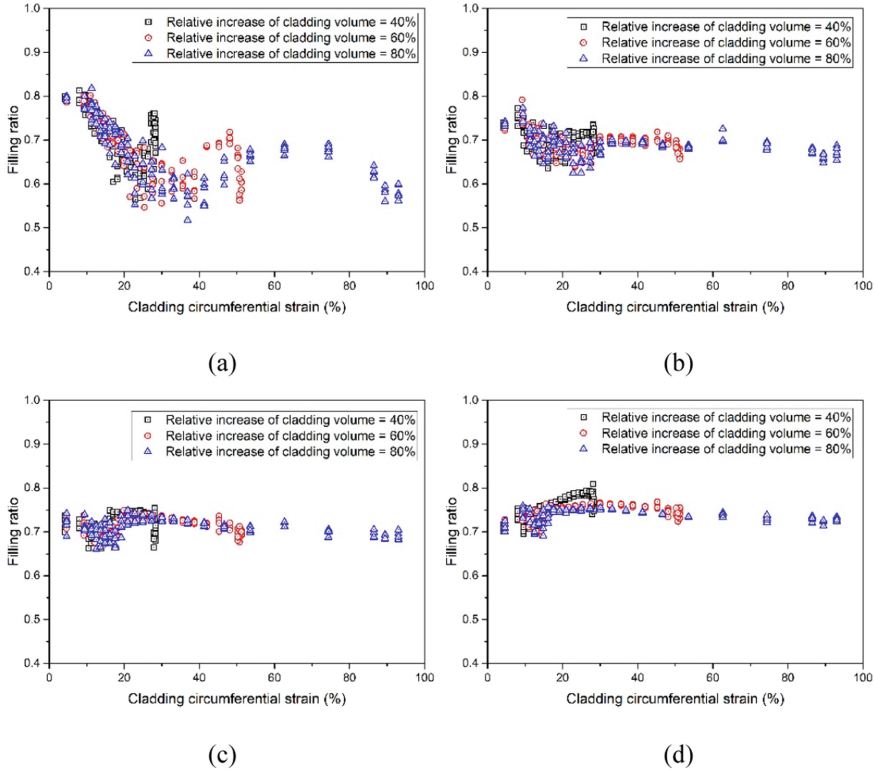 1.0
0.9
0.8
0.7
0.6
0.5
0.4
Filling ratio
Relative increase of cladding volume = 40%
Relative increase of cladding volume = 60%
Relative increase of cladding volume = 80%
0 20 40 60 80 100
Cladding circumferential strain (%)
(a)
1.0
0.9
0.8
0.7
0.6
0.5
0.4
Filling ratio
Relative increase of cladding volume = 40%
Relative increase of cladding volume = 60%
Relative increase of cladding volume = 80%
0 20 40 60 80 100
Cladding circumferential strain (%)
(b)
1.0
0.9
0.8
0.7
0.6
0.5
0.4
Filling ratio
Relative increase of cladding volume = 40%
Relative increase of cladding volume = 60%
Relative increase of cladding volume = 80%
0 20 40 60 80 100
Cladding circumferential strain (%)
(c)
1.0
0.9
0.8
0.7
0.6
0.5
0.4
Filling ratio
Relative increase of cladding volume = 40%
Relative increase of cladding volume = 60%
Relative increase of cladding volume = 80%
0 20 40 60 80 100
Cladding circumferential strain (%)
(d)